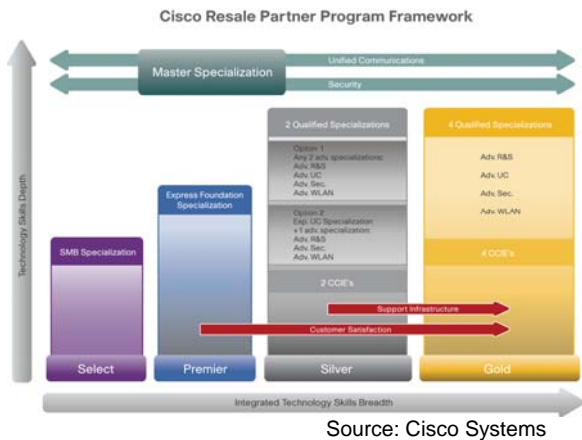 Cisco Resale Partner Program Framework
Unified Communications
Master Specialization
Security
Technology Skills Depth
SMB Specialization
Select
Express Foundation
Specialization
Premier
2 Qualified Specializations
Option 1
Any 2 adv. specializations:
Adv. R&S
Adv. UC
Adv. Sec.
Adv. WLAN
Option 2
Exp. UC Specialization
+1 adv. specialization:
Adv. R&S
Adv. Sec
Adv. WLAN
2 CCIE's
Silver
4 Qualified Specializations
Adv. R&S
Adv. UC
Adv. Sec.
Adv. WLAN
4 CCIE's
Gold
Support Infrastructure
Customer Satisfaction
Integrated Technology Skills Breadth
Source: Cisco Systems